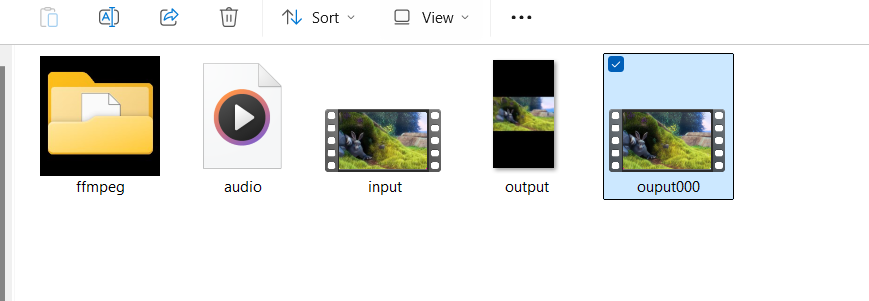 Sort
View
ffmpeg
audio
input
output
ouput000